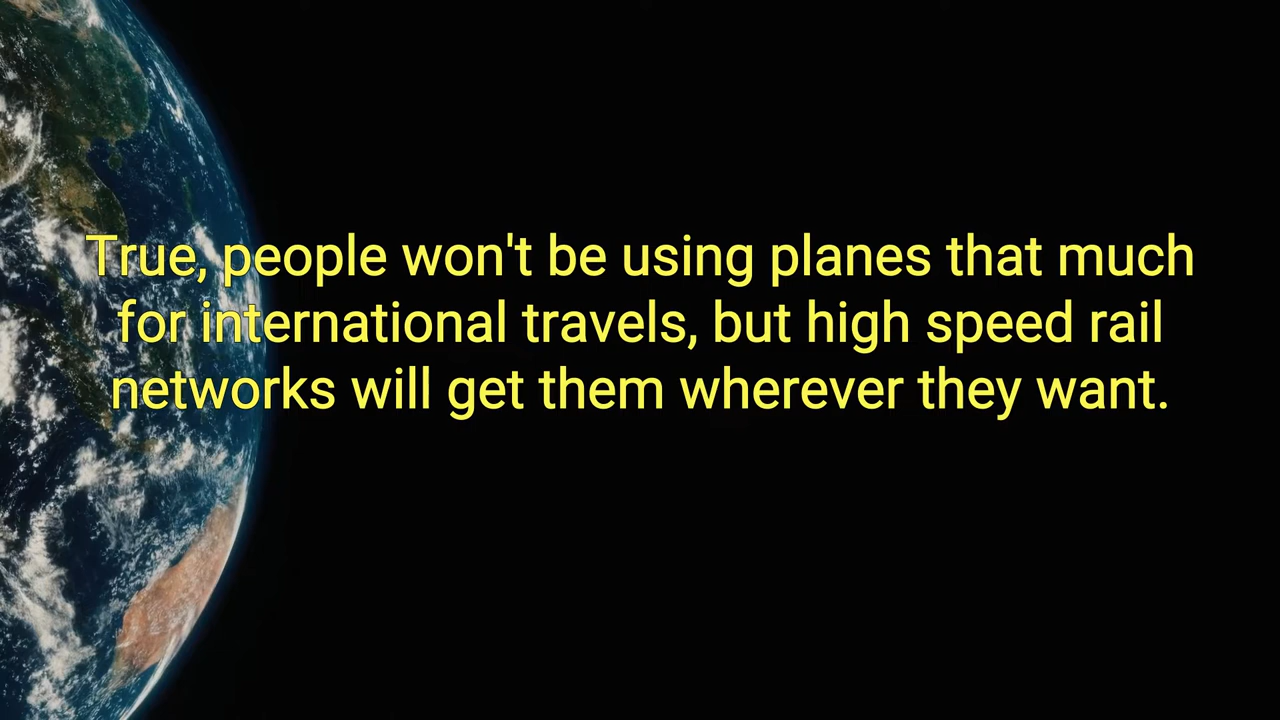 True, people won't be using planes that much
for international travels, but high speed rail
networks will get them wherever they want.